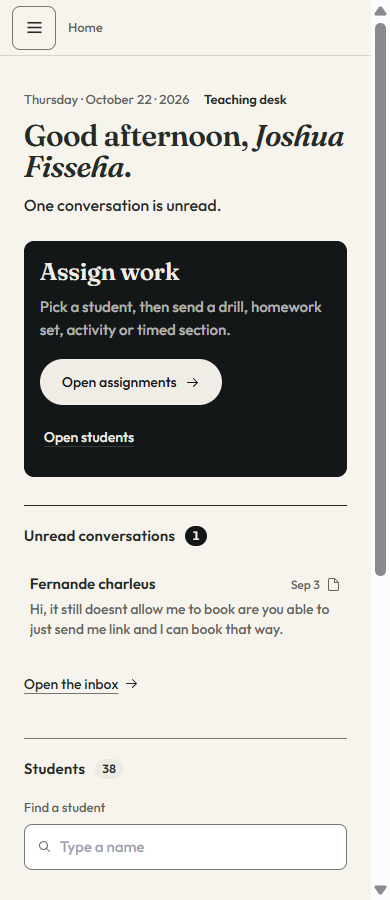 Home
Thursday · October 22 · 2026 Teaching desk
Good afternoon, Joshua
Fisseha.
One conversation is unread.
Assign work
Pick a student, then send a drill, homework
set, activity or timed section.
Open assignments →
Open students
Unread conversations 1
Fernande charleus Sep 3
Hi, it still doesnt allow me to book are you able to
just send me link and I can book that way.
Open the inbox →
Students 38
Find a student
Type a name